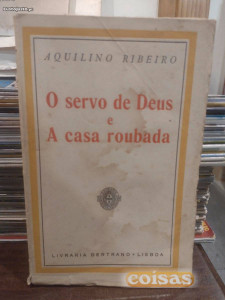 AQUILINO RIBEIRO
O servo de Deus
e
A casa roubada
LIVRARIA BERTRAND - LISBOA
coisas